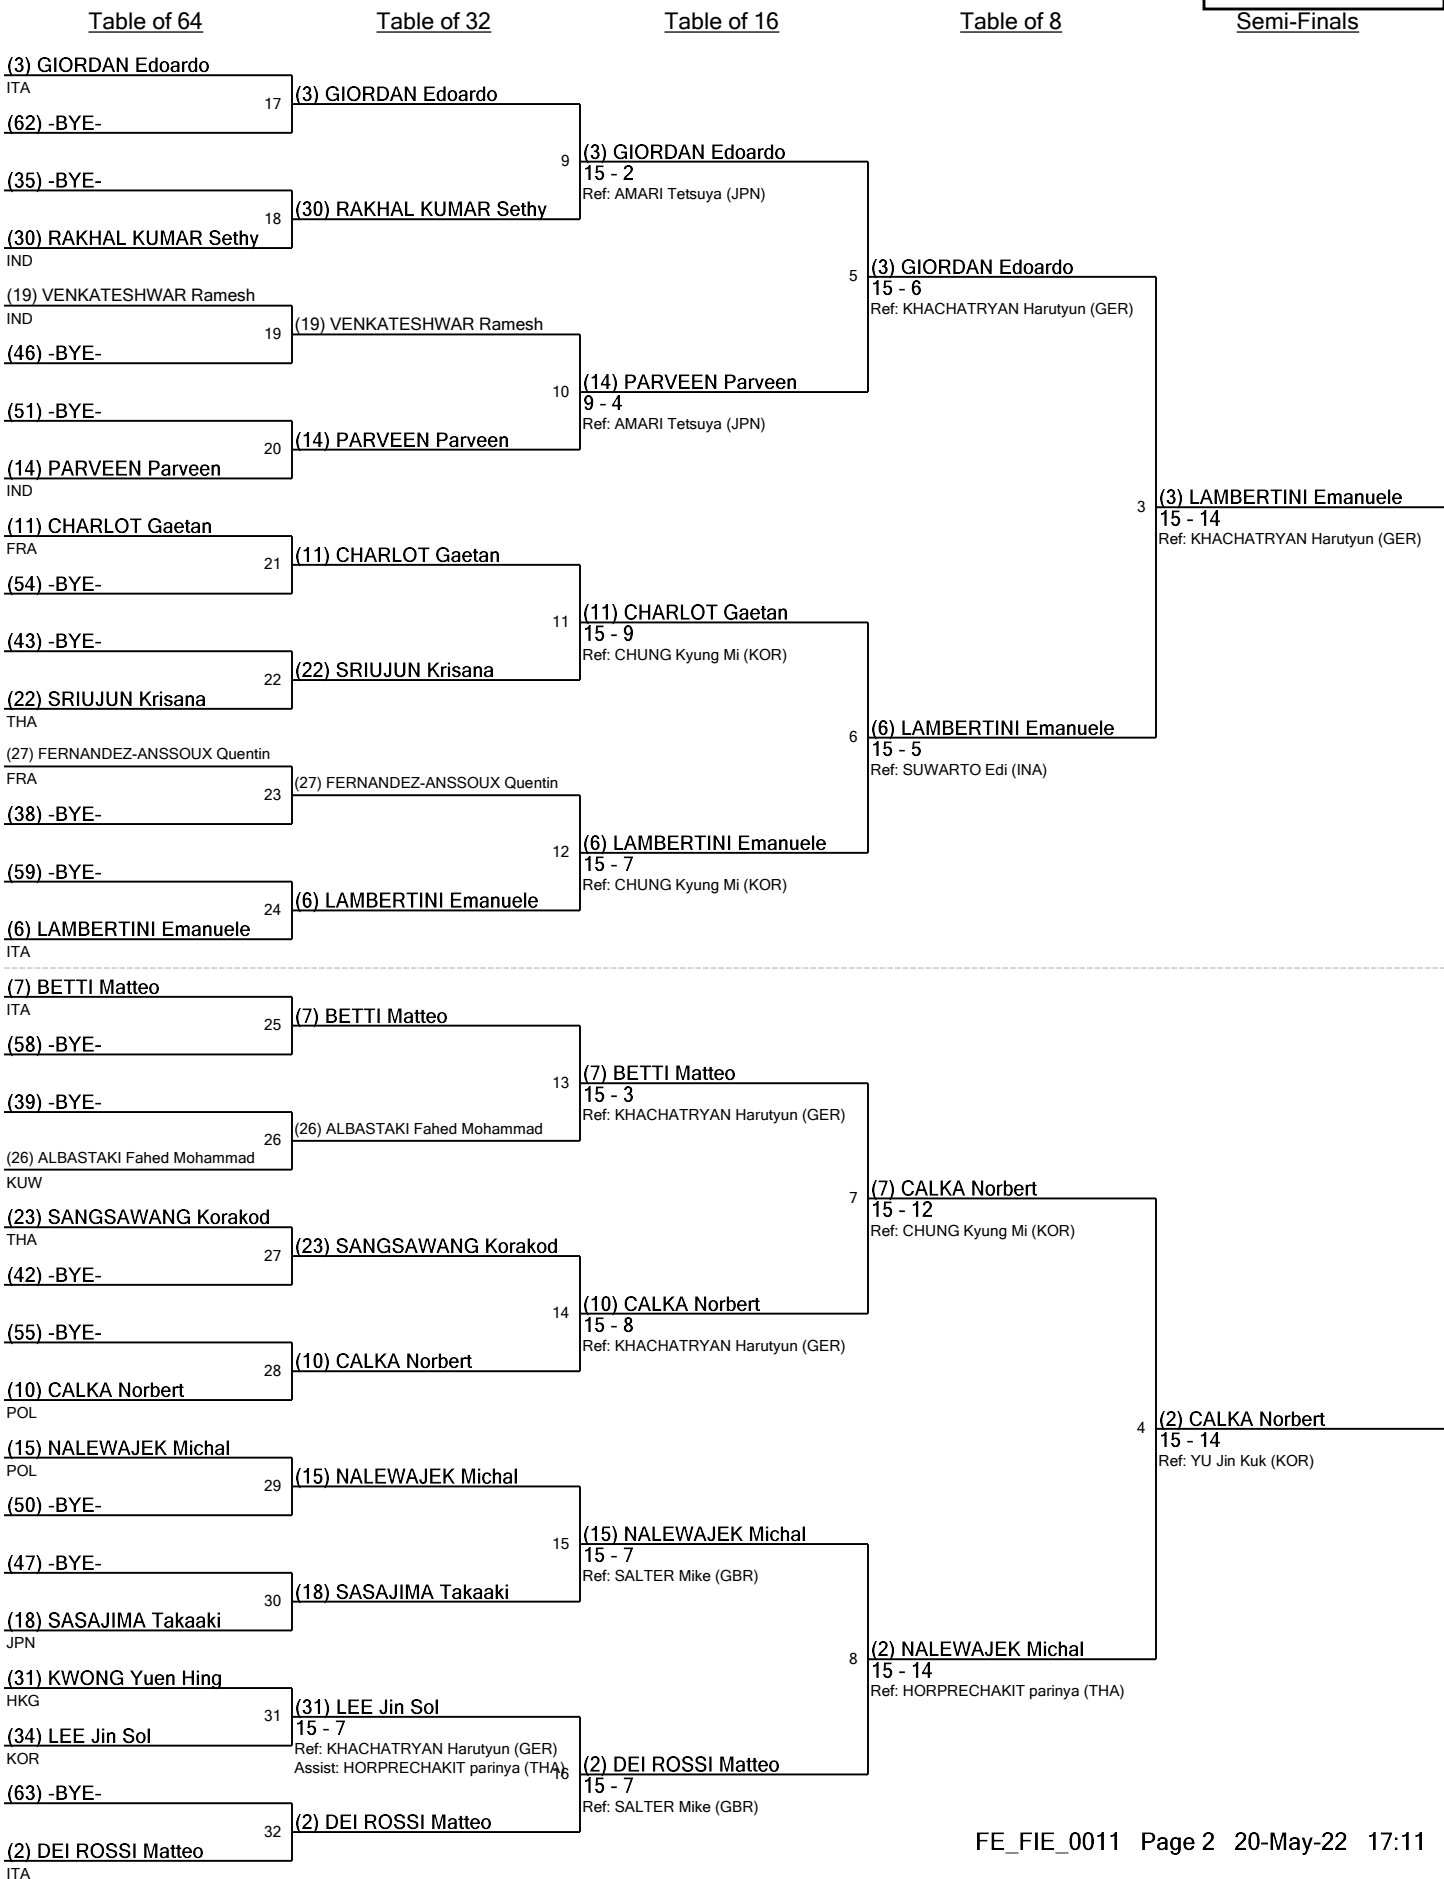 Table of 64
Table of 32
Table of 16
Table of 8
Semi-Finals
(3) GIORDAN Edoardo
ITA
17
(62) -BYE-
(35) -BYE-
18
(30) RAKHAL KUMAR Sethy
IND
(19) VENKATESHWAR Ramesh
IND
19
(46) -BYE-
(51) -BYE-
20
(14) PARVEEN Parveen
IND
(11) CHARLOT Gaetan
FRA
21
(54) -BYE-
(43) -BYE-
22
(22) SRIUJUN Krisana
THA
(27) FERNANDEZ-ANSSOUX Quentin
FRA
23
(38) -BYE-
(59) -BYE-
24
(6) LAMBERTINI Emanuele
ITA
(7) BETTI Matteo
ITA
25
(58) -BYE-
(39) -BYE-
26
(26) ALBASTAKI Fahed Mohammad
KUW
(23) SANGSAWANG Korakod
THA
27
(42) -BYE-
(55) -BYE-
28
(10) CALKA Norbert
POL
(15) NALEWAJEK Michal
POL
29
(50) -BYE-
(47) -BYE-
30
(18) SASAJIMA Takaaki
JPN
(31) KWONG Yuen Hing
HKG
31
(34) LEE Jin Sol
KOR
(63) -BYE-
32
(2) DEI ROSSI Matteo
ITA
(3) GIORDAN Edoardo
9
(30) RAKHAL KUMAR Sethy
(19) VENKATESHWAR Ramesh
10
(14) PARVEEN Parveen
(11) CHARLOT Gaetan
11
(22) SRIUJUN Krisana
(27) FERNANDEZ-ANSSOUX Quentin
12
(6) LAMBERTINI Emanuele
(7) BETTI Matteo
13
(26) ALBASTAKI Fahed Mohammad
(23) SANGSAWANG Korakod
14
(10) CALKA Norbert
(15) NALEWAJEK Michal
15
(18) SASAJIMA Takaaki
(31) LEE Jin Sol
15 - 7
Ref: KHACHATRYAN Harutyun (GER)
Assist: HORPRECHAKIT parinya (THA)
16
(2) DEI ROSSI Matteo
(3) GIORDAN Edoardo
15 - 2
Ref: AMARI Tetsuya (JPN)
5
(14) PARVEEN Parveen
9 - 4
Ref: AMARI Tetsuya (JPN)
(11) CHARLOT Gaetan
15 - 9
Ref: CHUNG Kyung Mi (KOR)
6
(6) LAMBERTINI Emanuele
15 - 7
Ref: CHUNG Kyung Mi (KOR)
(7) BETTI Matteo
15 - 3
Ref: KHACHATRYAN Harutyun (GER)
7
(10) CALKA Norbert
15 - 8
Ref: KHACHATRYAN Harutyun (GER)
(15) NALEWAJEK Michal
15 - 7
Ref: SALTER Mike (GBR)
8
(2) DEI ROSSI Matteo
15 - 7
Ref: SALTER Mike (GBR)
(3) GIORDAN Edoardo
15 - 6
Ref: KHACHATRYAN Harutyun (GER)
3
(6) LAMBERTINI Emanuele
15 - 5
Ref: SUWARTO Edi (INA)
(7) CALKA Norbert
15 - 12
Ref: CHUNG Kyung Mi (KOR)
4
(2) NALEWAJEK Michal
15 - 14
Ref: HORPRECHAKIT parinya (THA)
(3) LAMBERTINI Emanuele
15 - 14
Ref: KHACHATRYAN Harutyun (GER)
(2) CALKA Norbert
15 - 14
Ref: YU Jin Kuk (KOR)
FE_FIE_0011 Page 2 20-May-22 17:11